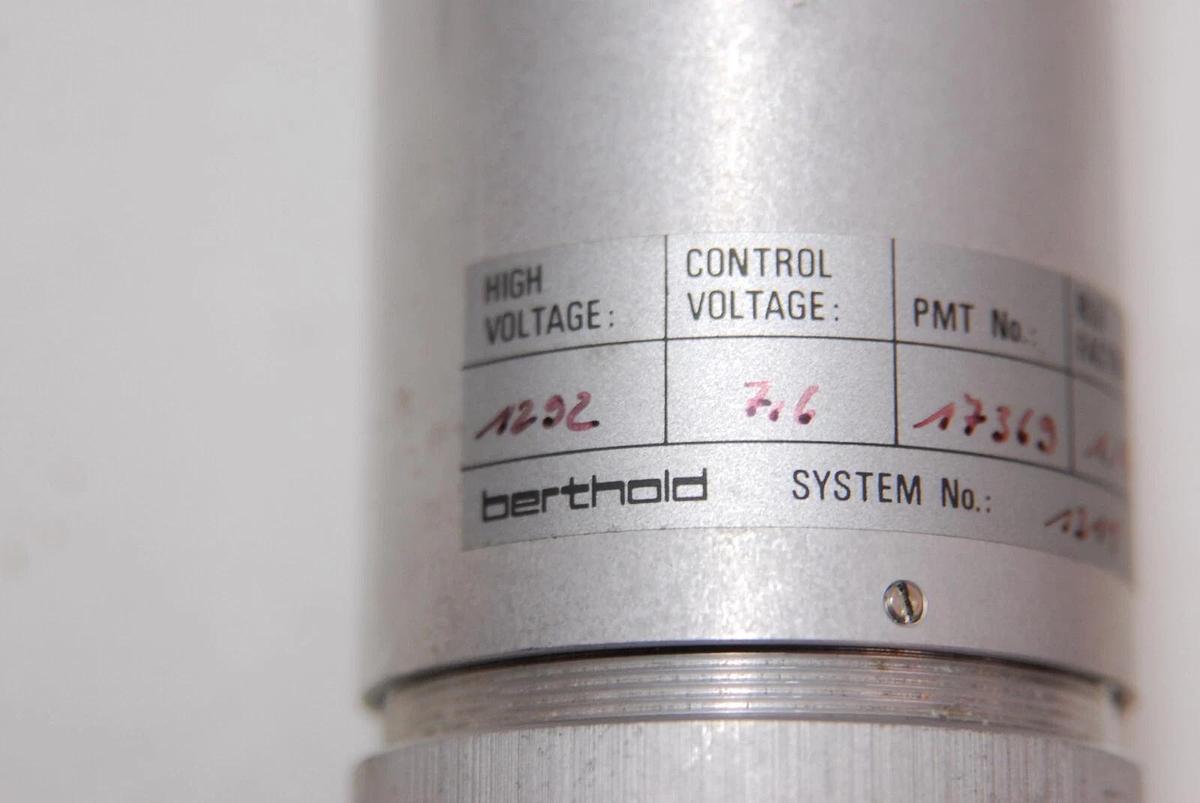 HIGH VOLTAGE:
CONTROL VOLTAGE:
PMT No.:
1292
7,6
17369
berthold SYSTEM No.: